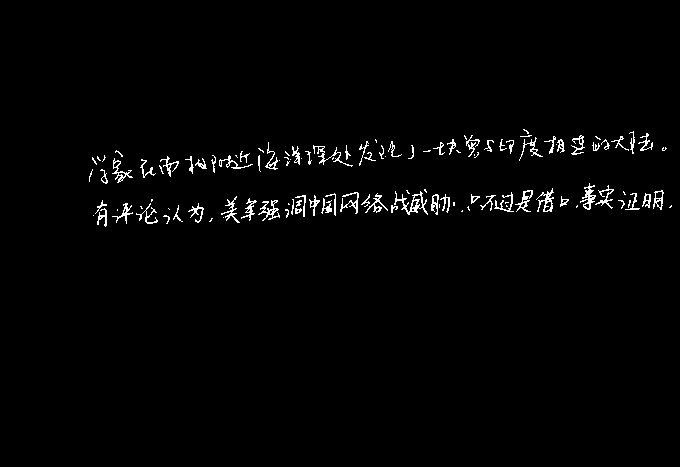 学家在南极附近海洋深处发现了一块曾与印度相连的大陆。
有评论认为,美军强调中国网络战威胁,只不过是借口,事实证明,